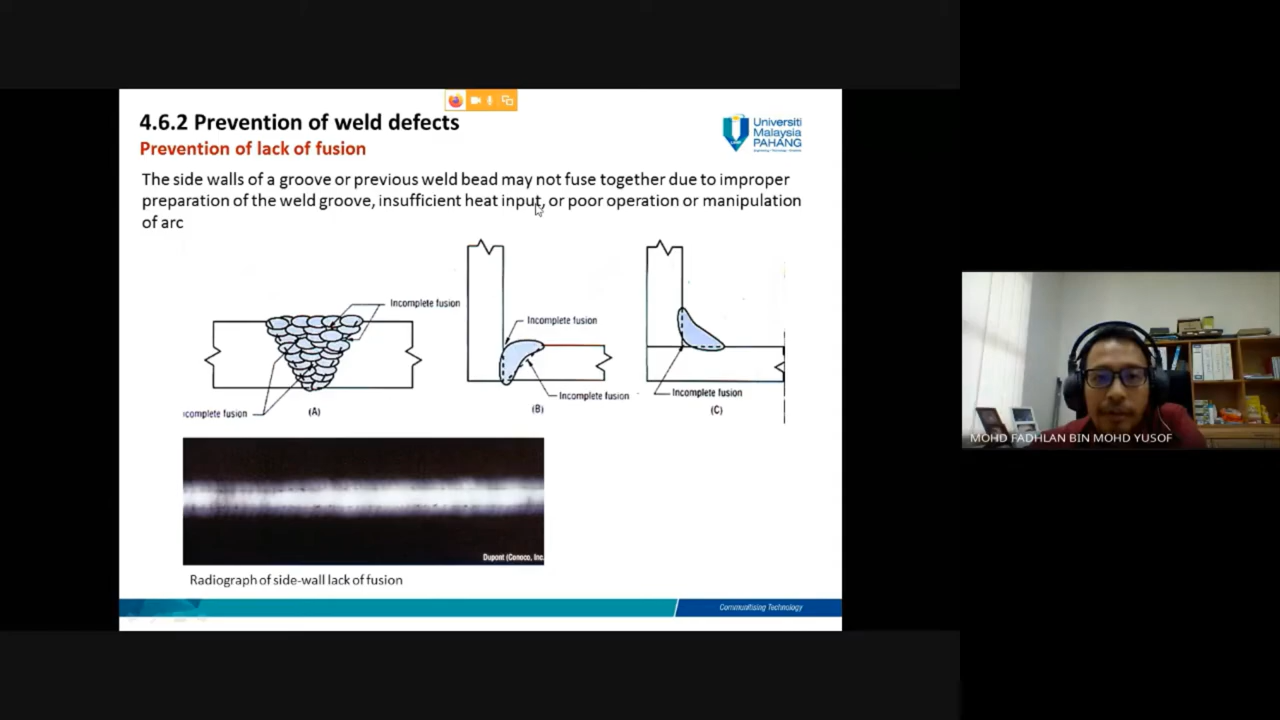 4.6.2 Prevention of weld defects
Prevention of lack of fusion
Universiti
Malaysia
PAHANG
The side walls of a groove or previous weld bead may not fuse together due to improper
preparation of the weld groove, insufficient heat input, or poor operation or manipulation
of arc
Incomplete fusion
Incomplete fusion
Incomplete fusion
Incomplete fusion
ıcomplete fusion
(A)
(B)
(C)
Dupont (Conoco, Inc.
Radiograph of side-wall lack of fusion
Communitising Technology
MOHD FADHLAN BIN MOHD YUSOF